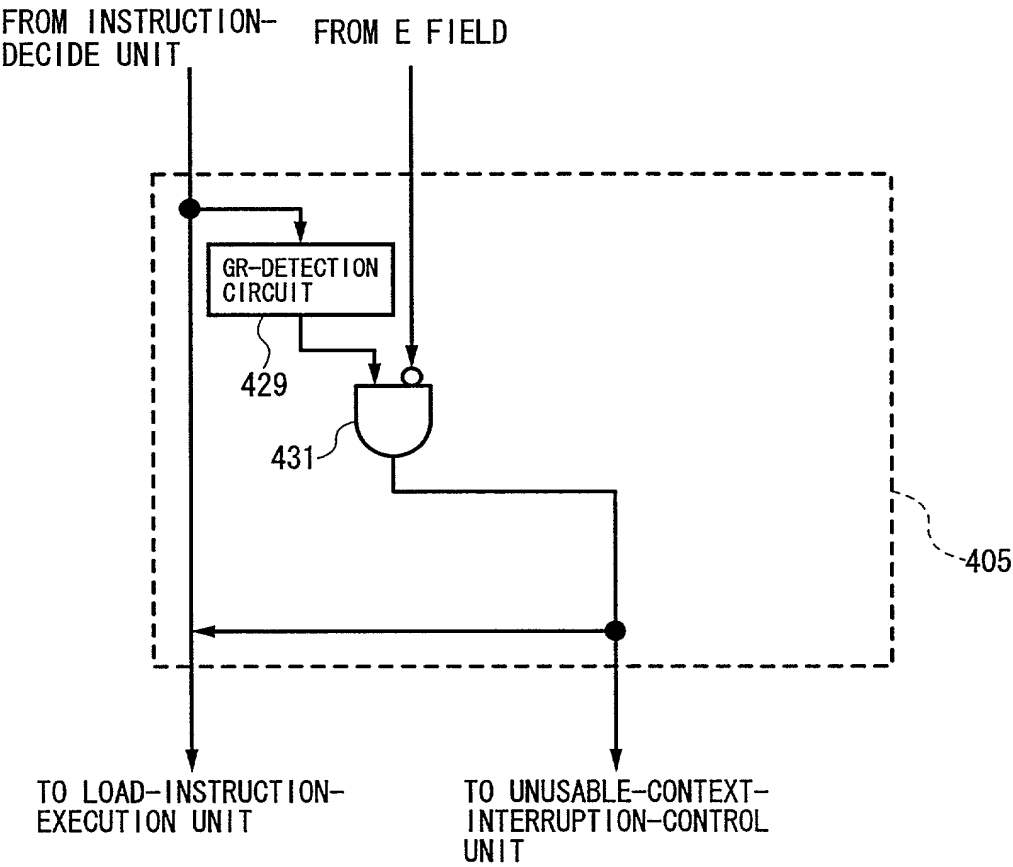 FROM INSTRUCTION-
DECIDE UNIT
FROM E FIELD
GR-DETECTION
CIRCUIT
429
431
405
TO LOAD-INSTRUCTION-
EXECUTION UNIT
TO UNUSABLE-CONTEXT-
INTERRUPTION-CONTROL
UNIT